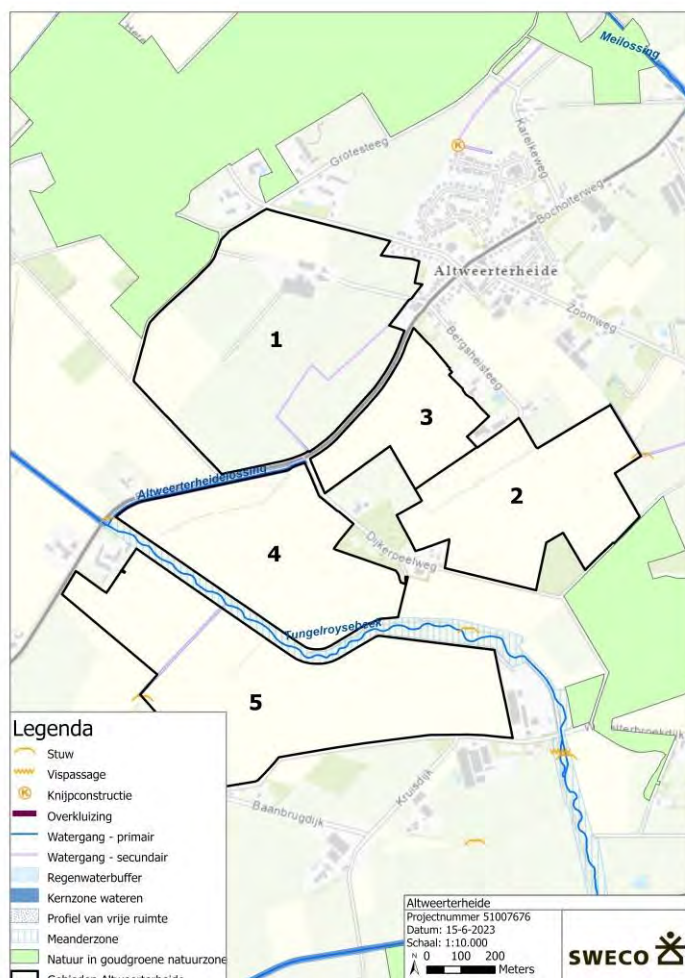 Meilossing
Grotesteeg
Karelkeweg
Bocholterweg
Altweerterheide
Zoomweg
Bergsheisteeg
1
3
2
Altweerterheidelossing
4
Dijkerpeelweg
Tungelroysebeek
5
Kruisdijk
Baanbrugdijk
Legenda
Stuw
Vispassage
K Knijpconstructie
Overkluizing
Watergang - primair
Watergang - secundair
Regenwaterbuffer
Kernzone wateren
Profiel van vrije ruimte
Meanderzone
Natuur in goudgroene natuurzone
Gebieden Altweerterheide
Altweerterheide
Projectnummer 51007676
Datum: 15-6-2023
Schaal: 1:10.000
N 0 100 200
Meters
SWECO